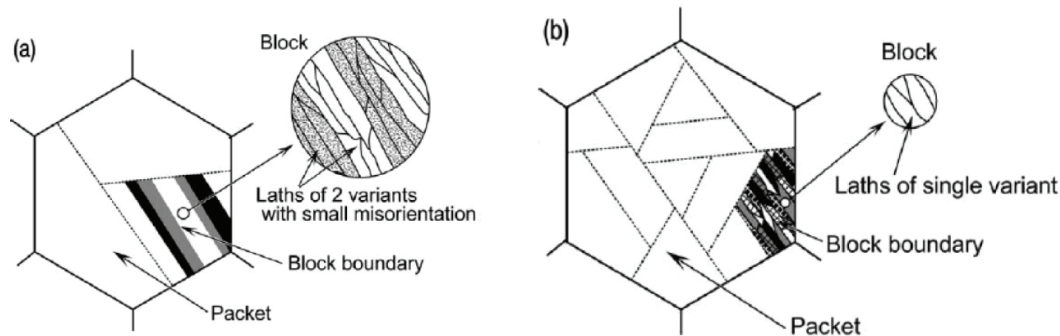 (a)
Block
Laths of 2 variants
with small misorientation
Block boundary
Packet
(b)
Block
Laths of single variant
Block boundary
Packet